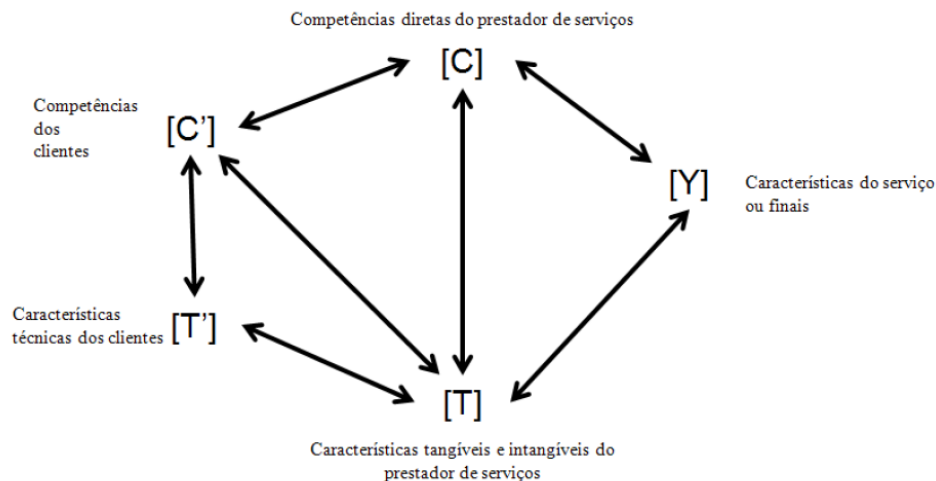 Competências diretas do prestador de serviços
[C]
Competências
dos
clientes
[C’]
[Y]
Características do serviço
ou finais
Características
técnicas dos clientes
[T’]
[T]
Características tangíveis e intangíveis do
prestador de serviços